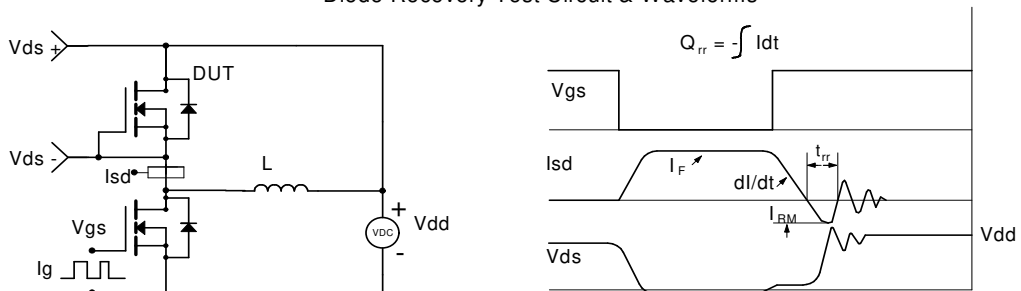 Diode Recovery Test Circuit & Waveforms
Vds +
DUT
Vds -
Isd
L
Vgs
Ig
VDC
+
-
Vdd
Q rr = - ∫ Idt
Vgs
Isd
I F
dI/dt
t rr
I RM
Vdd
Vds